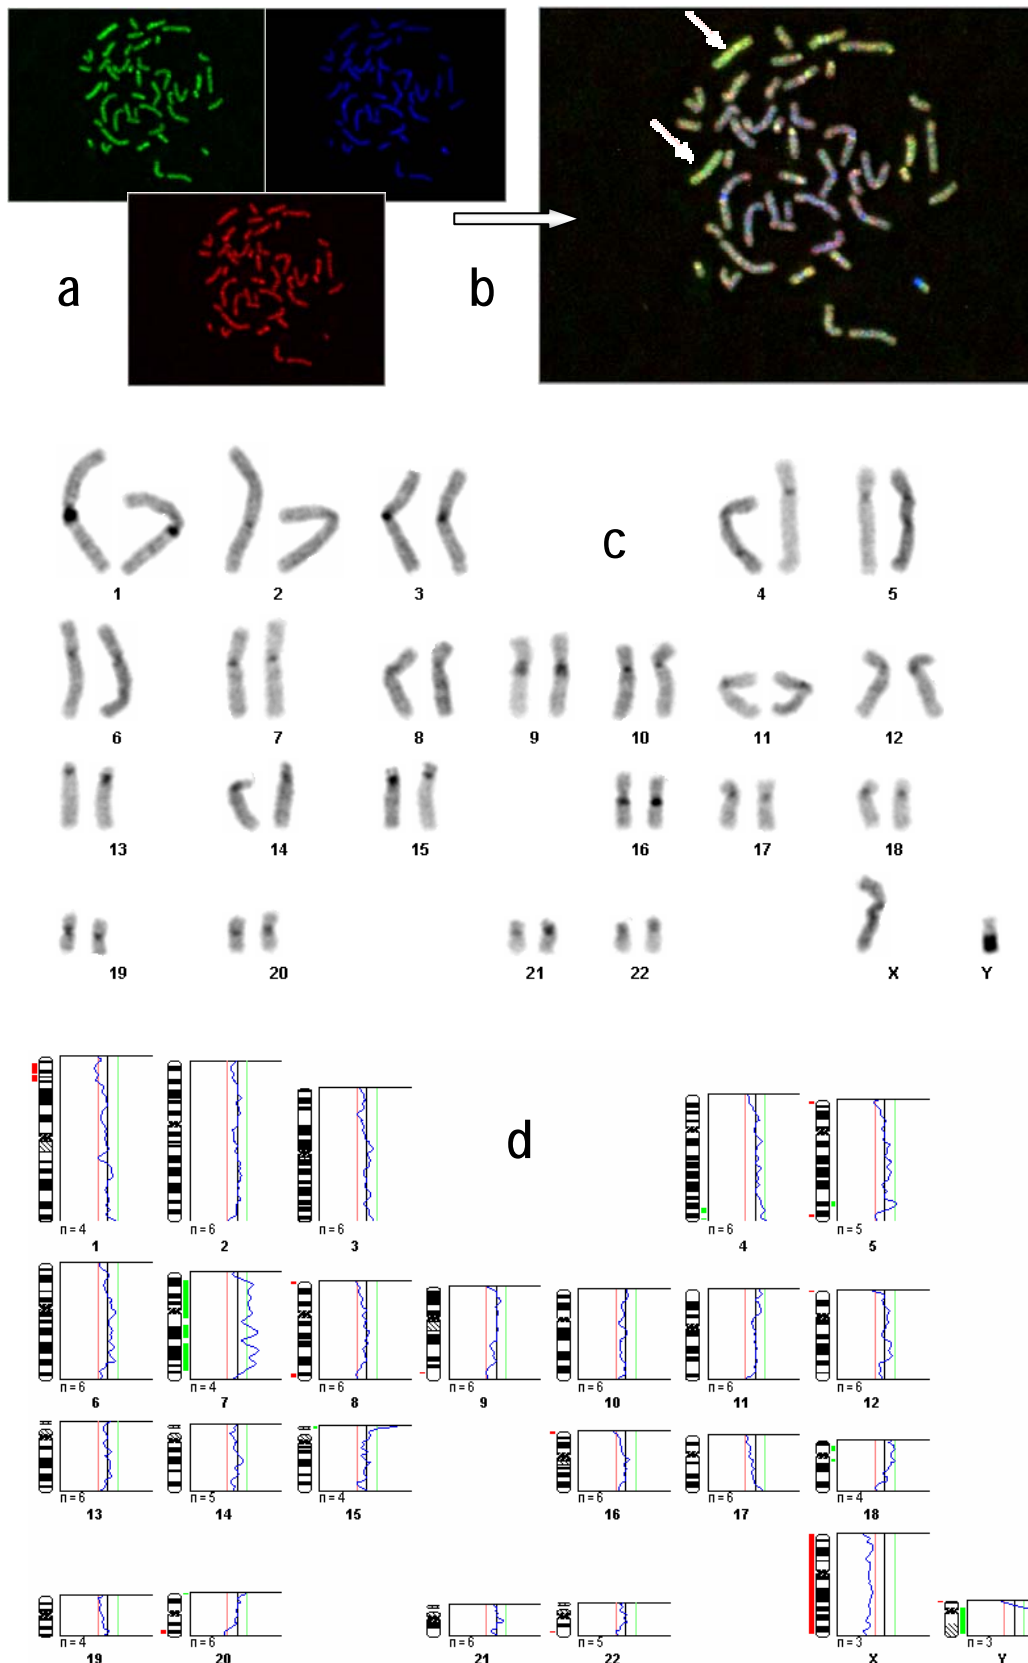 a
b
c
1 2 3 4 5
6 7 8 9 10 11 12
13 14 15 16 17 18
19 20 21 22 X Y
d
n=4 n=6 n=6 n=6 n=5
1 2 3 4 5
n=6 n=4 n=6 n=6 n=6 n=6 n=6
6 7 8 9 10 11 12
n=6 n=5 n=4 n=6 n=6 n=4
13 14 15 16 17 18
n=4 n=6 n=6 n=5 n=3 n=3
19 20 21 22 X Y